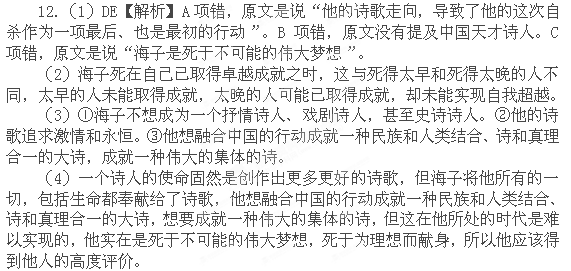 12.（1）DE【解析】A项错，原文是说“他的诗歌走向，导致了他的这次自
杀作为一项最后、也是最初的行动 ”。B 项错，原文没有提及中国天才诗人。C
项错，原文是说“海子是死于不可能的伟大梦想 ”。
（2）海子死在自己已取得卓越成就之时，这与死得太早和死得太晚的人不
同，太早的人未能取得成就，太晚的人可能已取得成就，却未能实现自我超越。
（3）①海子不想成为一个抒情诗人、戏剧诗人，甚至史诗诗人。②他的诗
歌追求激情和永恒。③他想融合中国的行动成就一种民族和人类结合、诗和真理
合一的大诗，成就一种伟大的集体的诗。
（4）一个诗人的使命固然是创作出更多更好的诗歌，但海子将他所有的一
切，包括生命都奉献给了诗歌，他想融合中国的行动成就一种民族和人类结合、
诗和真理合一的大诗，想要成就一种伟大的集体的诗，但这在他所处的时代是难
以实现的，他实在是死于不可能的伟大梦想，死于为理想而献身，所以他应该得
到他人的高度评价。